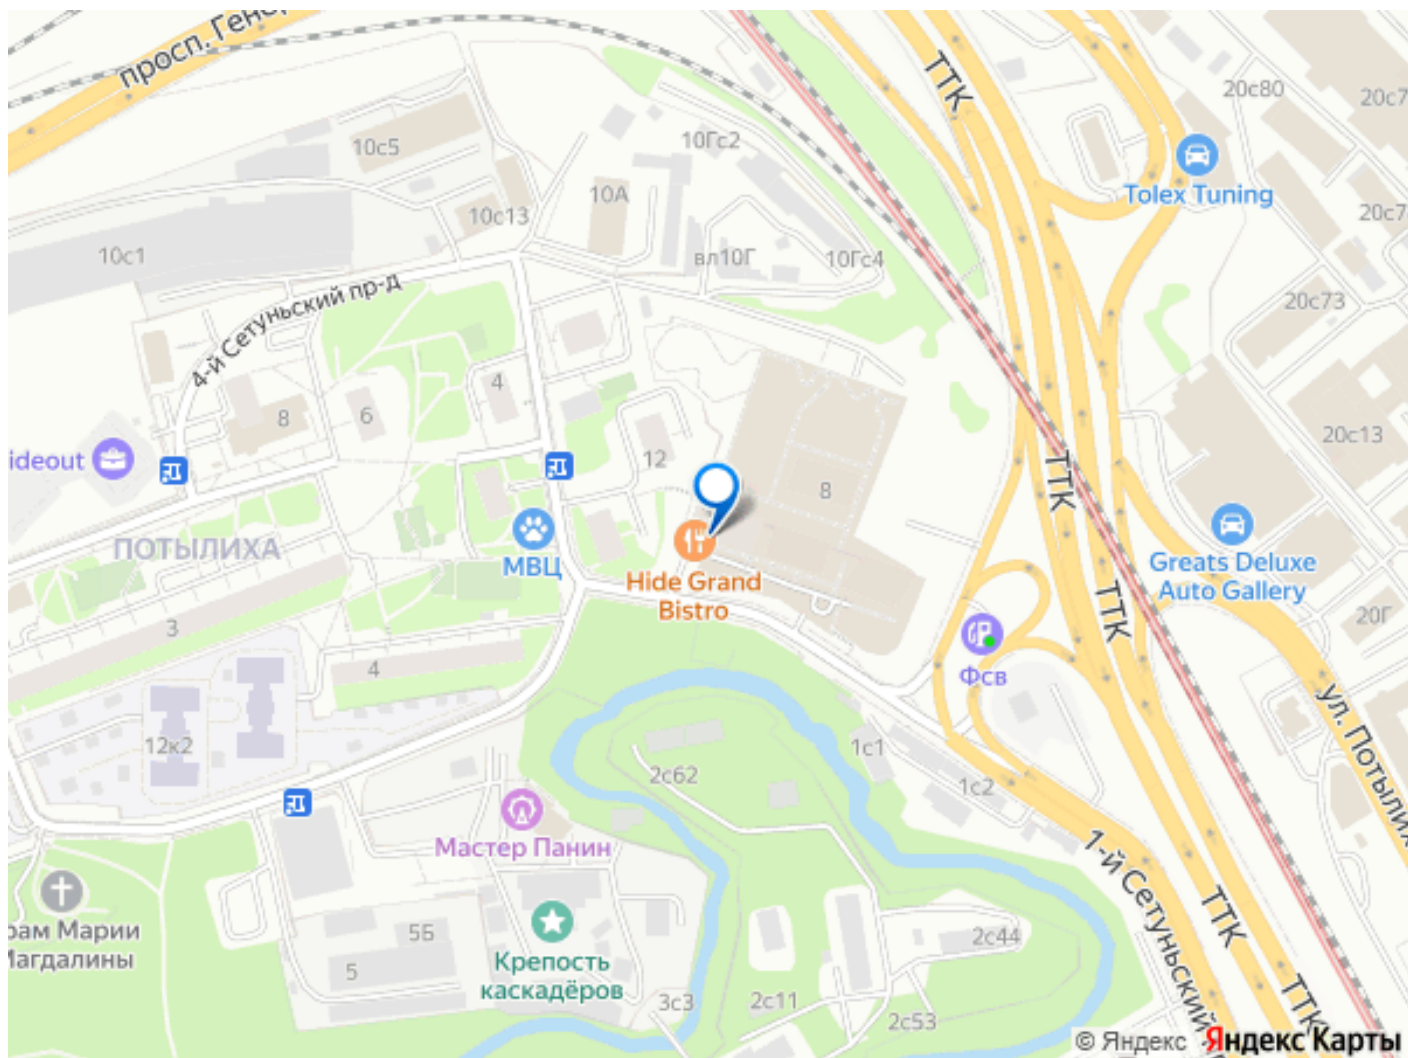 просп. Генер
ТТК
20с80
20с7
10с5
10Гс2
Tolex Tuning
10А
10с13
20с7
10с1
вл10Г
10Гс4
4-й Сетуньский пр-д
20с73
4
6
8
12
20с13
ideout
ТТК
8
ПОТЫЛИХА
МВЦ
Hide Grand
Bistro
Greats Deluxe
Auto Gallery
ТТК
20Г
3
4
Фсв
ул. Потылих
12к2
1с1
2с62
1с2
Мастер Панин
1-й Сетуньский
рам Марии
Магдалины
5Б
5
Крепость
каскадёров
2с44
ТТК
3с3
2с11
2с53
ТТК
© Яндекс Яндекс Карты